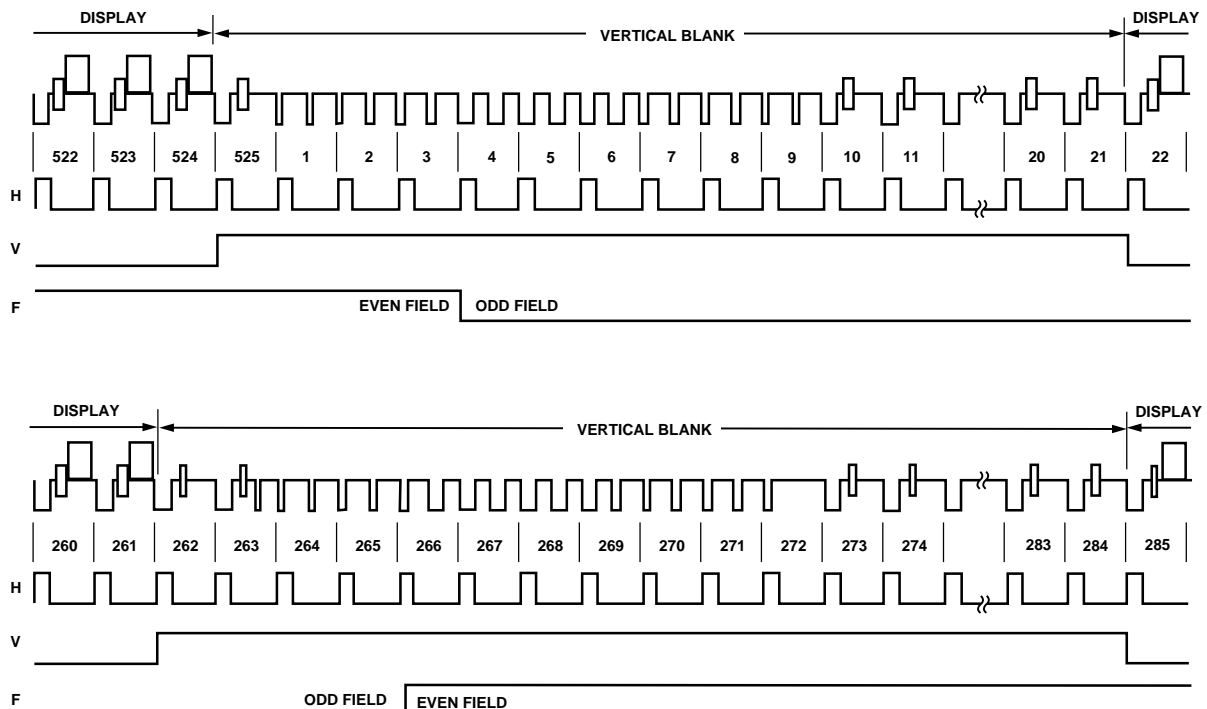 DISPLAY VERTICAL BLANK DISPLAY
522 523 524 525 1 2 3 4 5 6 7 8 9 10 11 20 21 22
H
V
F EVEN FIELD ODD FIELD
DISPLAY VERTICAL BLANK DISPLAY
260 261 262 263 264 265 266 267 268 269 270 271 272 273 274 283 284 285
H
V
F ODD FIELD EVEN FIELD